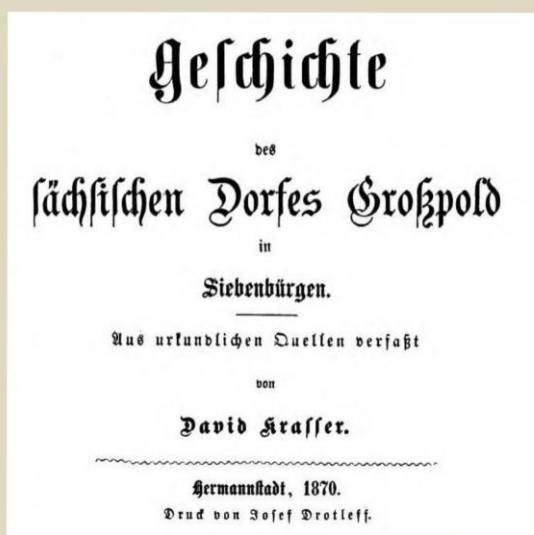 Geſchichte
des
ſächſiſchen Dorfes Großpold
in
Siebenbürgen.
Aus urkundlichen Quellen verfaßt
von
David Kraſſer.
Hermannſtadt, 1870.
Druck von Joſef Drotleff.